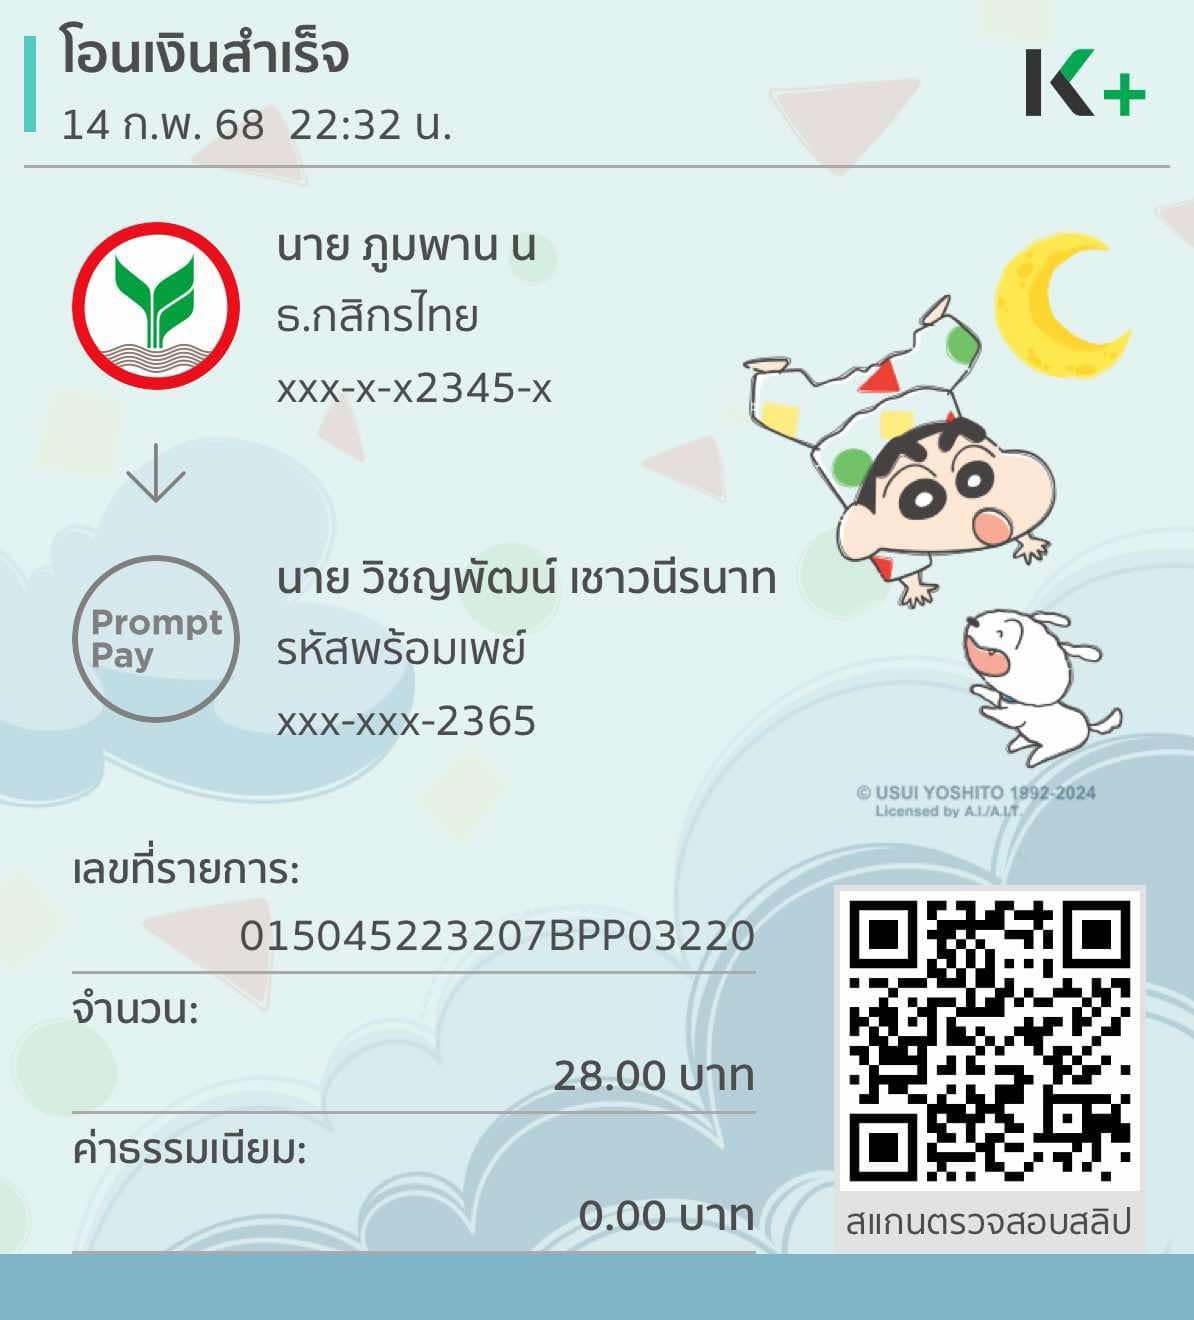 โอนเงินสำเร็จ
14 ก.พ. 68 22:32 น.
K+
นาย ภูมพาน น
ธ.กสิกรไทย
xxx-x-x2345-x
Prompt
Pay
นาย วิชญพัฒน์ เชาวนีรนาท
รหัสพร้อมเพย์
xxx-xxx-2365
© USUI YOSHITO 1992-2024
Licensed by A.I./A.I.T.
เลขที่รายการ:
015045223207BPP03220
จำนวน:
28.00 บาท
ค่าธรรมเนียม:
0.00 บาท
สแกนตรวจสอบสลิป